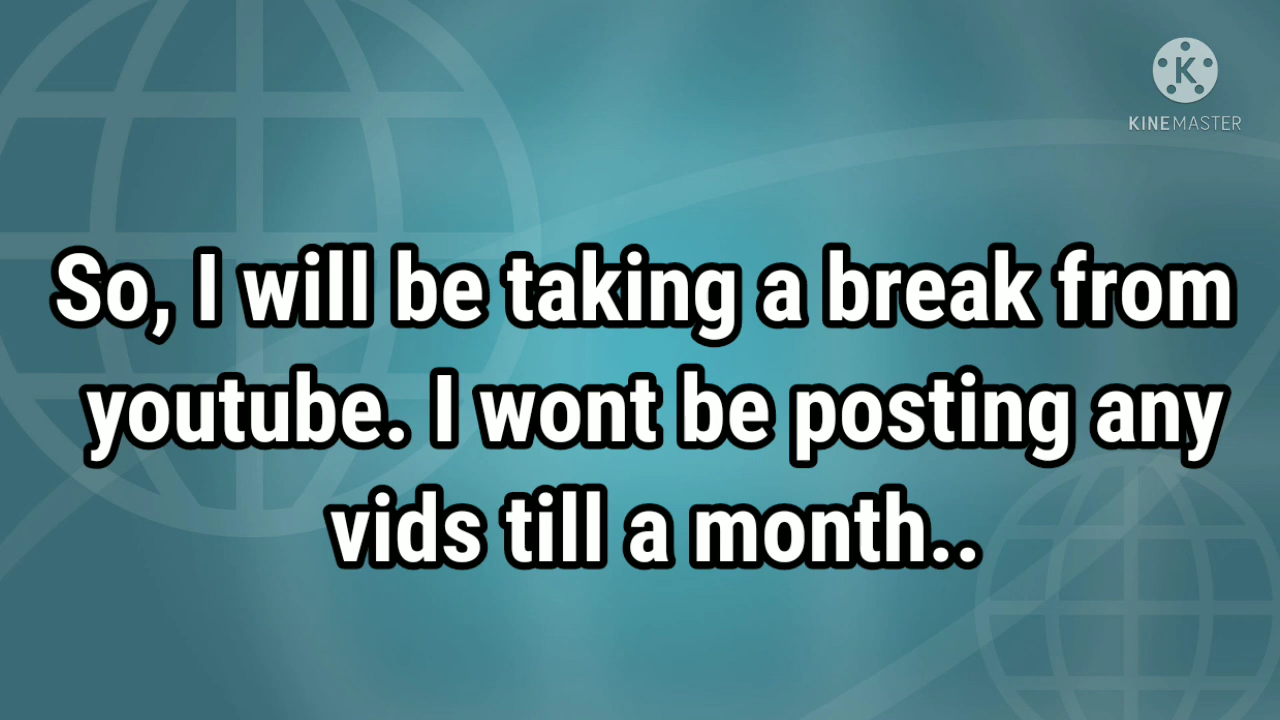 K
KINEMASTER
So, I will be taking a break from
youtube. I wont be posting any
vids till a month..